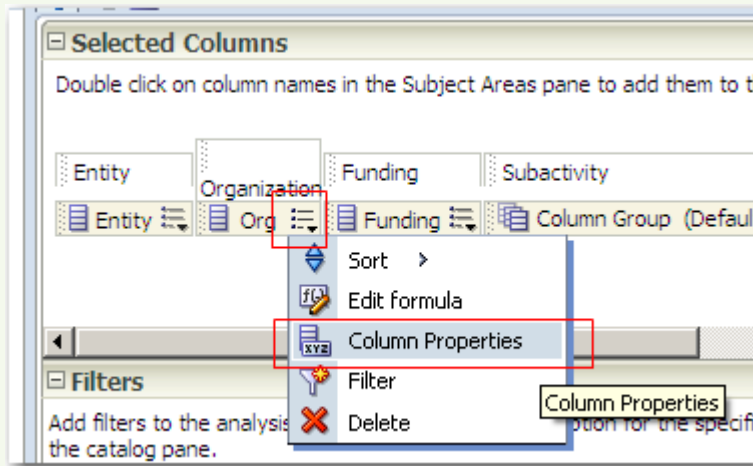 Selected Columns
Double click on column names in the Subject Areas pane to add them to t
Entity
Organization
Funding
Subactivity
Entity
Org
Funding
Column Group (Defaul
Sort
Edit formula
Column Properties
Filters
Filter
Column Properties
Add filters to the analysis
ption for the specifi
Delete
the catalog pane.